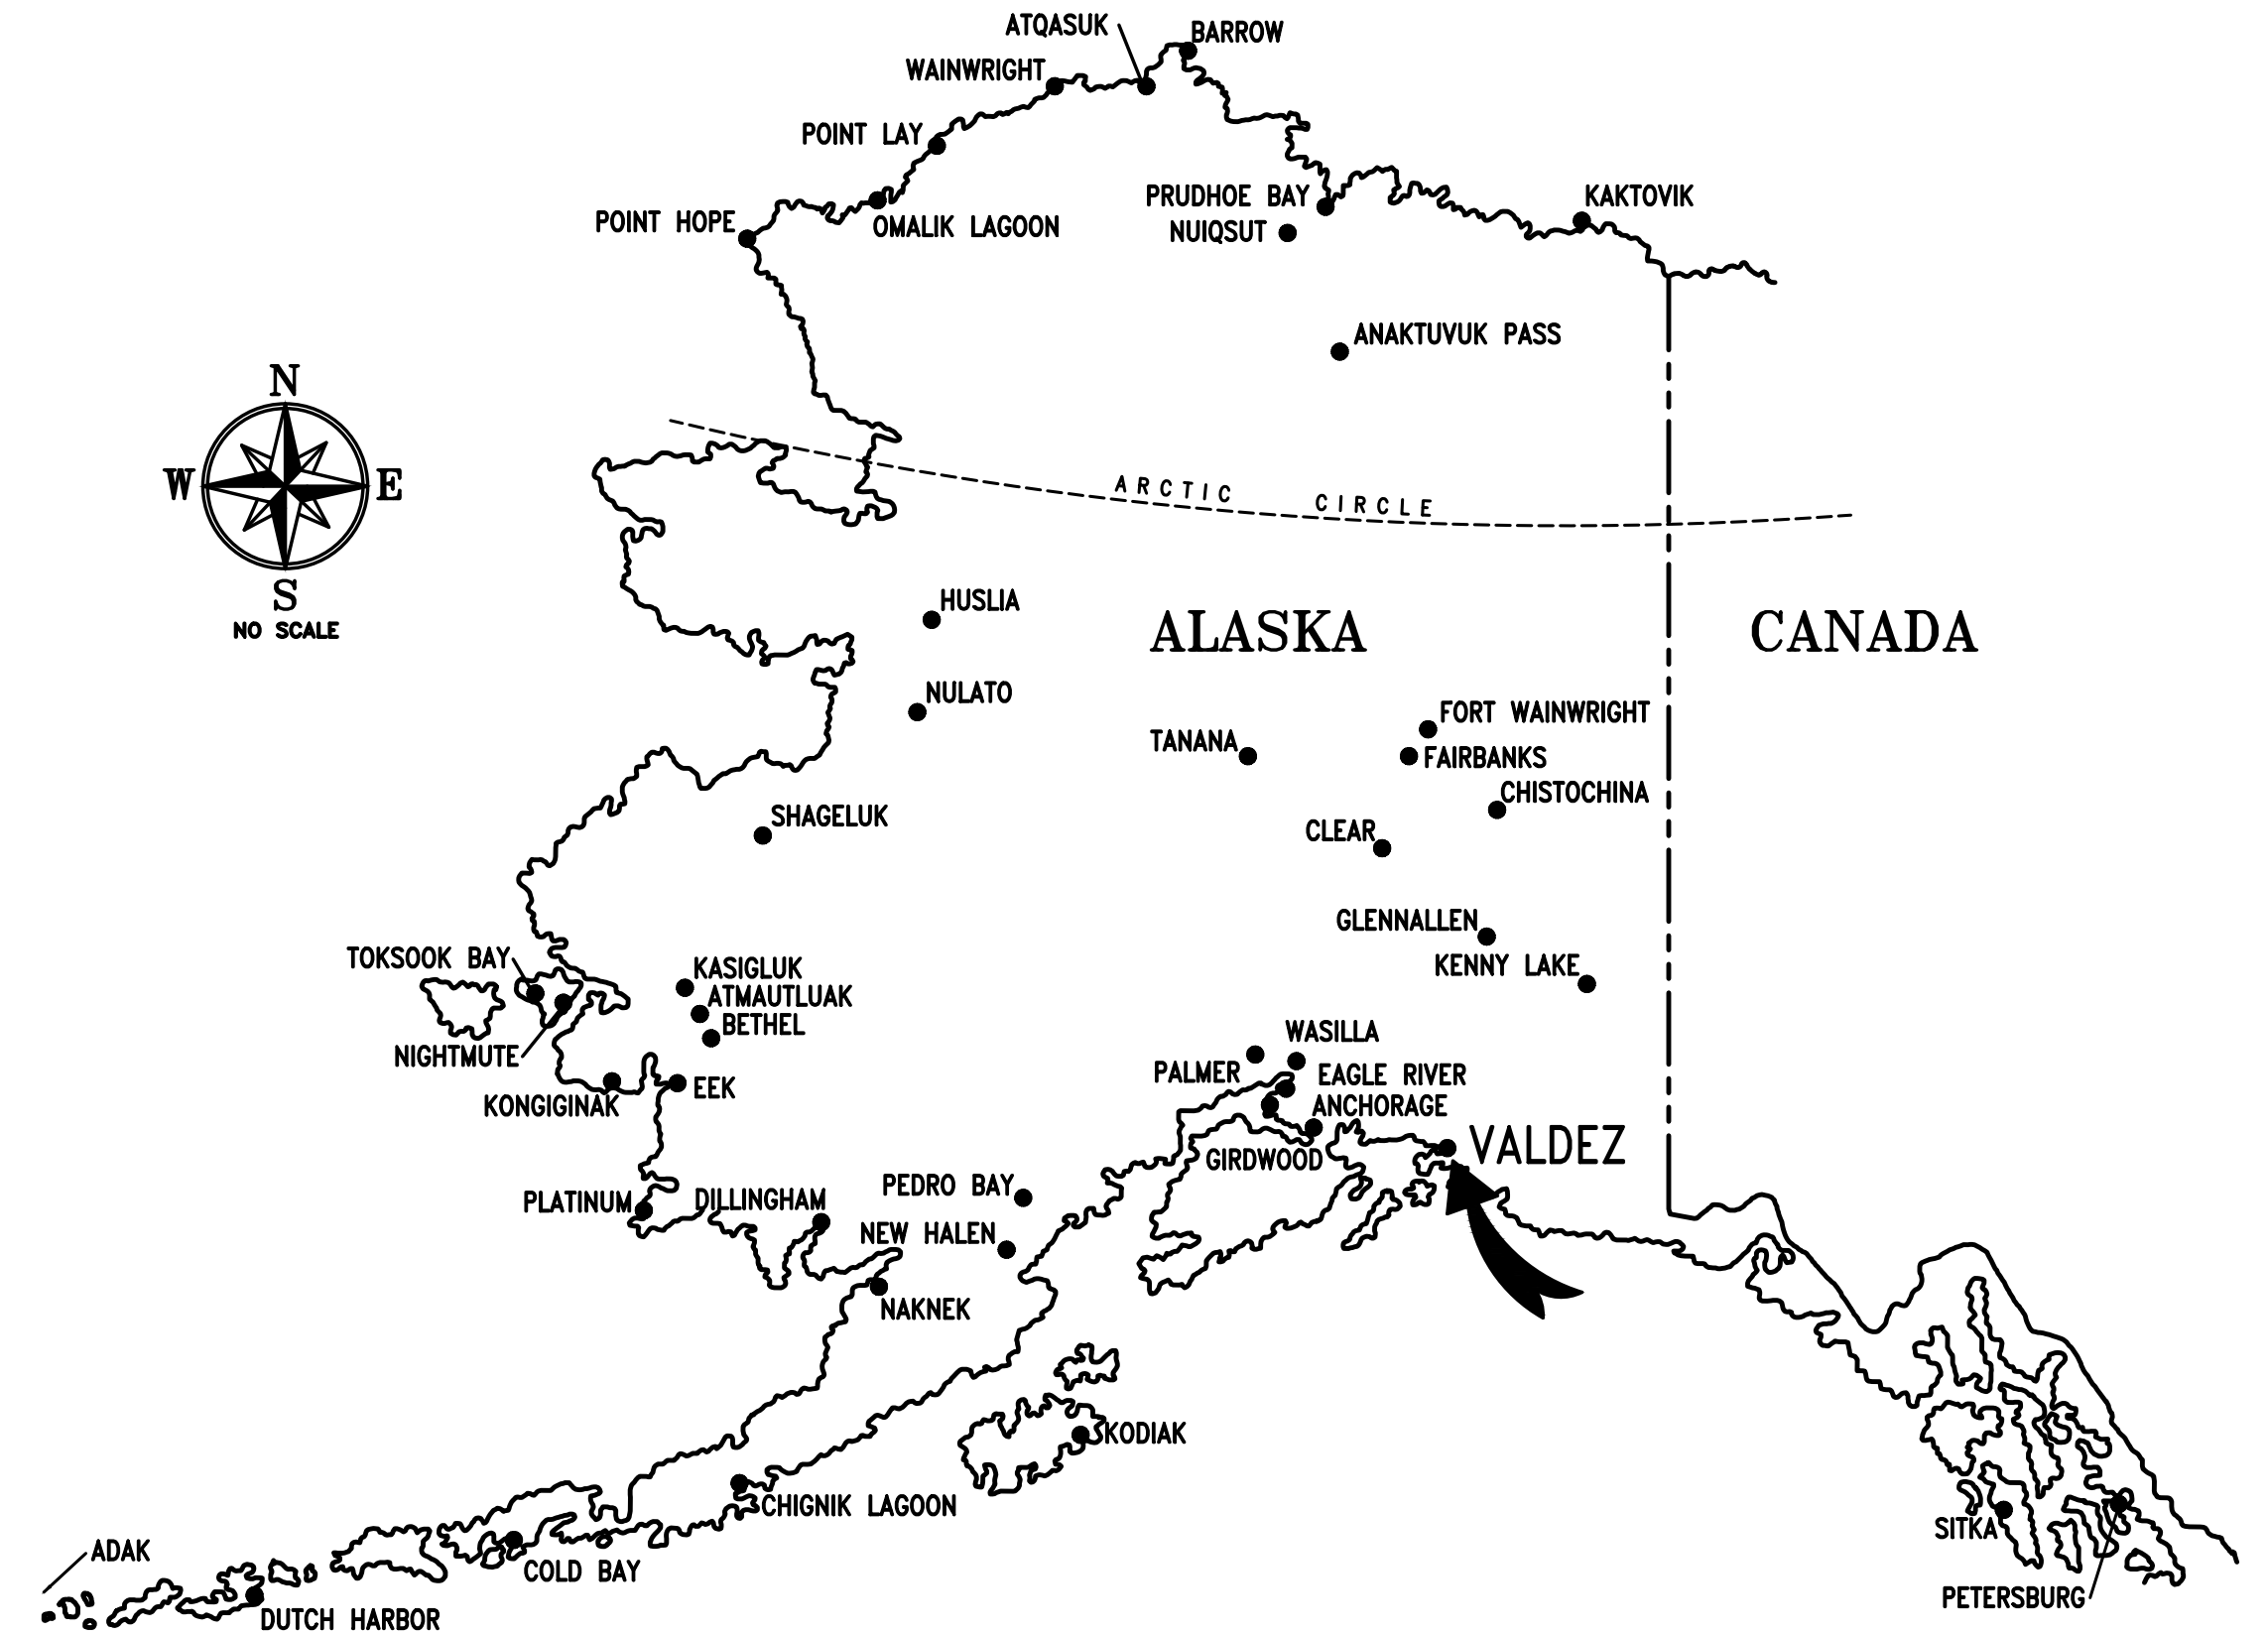 ATQASUK
BARROW
WAINWRIGHT
POINT LAY
PRUDHOE BAY
KAKTOVIK
POINT HOPE
OMALIK LAGOON
NUIQSUT
ANAKTUVUK PASS
N
W
E
S
NO SCALE
ARCTIC CIRCLE
HUSLIA
ALASKA
CANADA
NULATO
FORT WAINWRIGHT
TANANA
FAIRBANKS
CHISTOCHINA
SHAGELUK
CLEAR
GLENNALLEN
TOKSOOK BAY
KASIGLUK
KENNY LAKE
ATMAUTLUAK
BETHEL
WASILLA
NIGHTMUTE
PALMER
EAGLE RIVER
EEK
KONGIGINAK
ANCHORAGE
VALDEZ
GIRDWOOD
PEDRO BAY
PLATINUM
DILLINGHAM
NEW HALEN
NAKNEK
KODIAK
CHIGNIK LAGOON
SITKA
ADAK
COLD BAY
PETERSBURG
DUTCH HARBOR